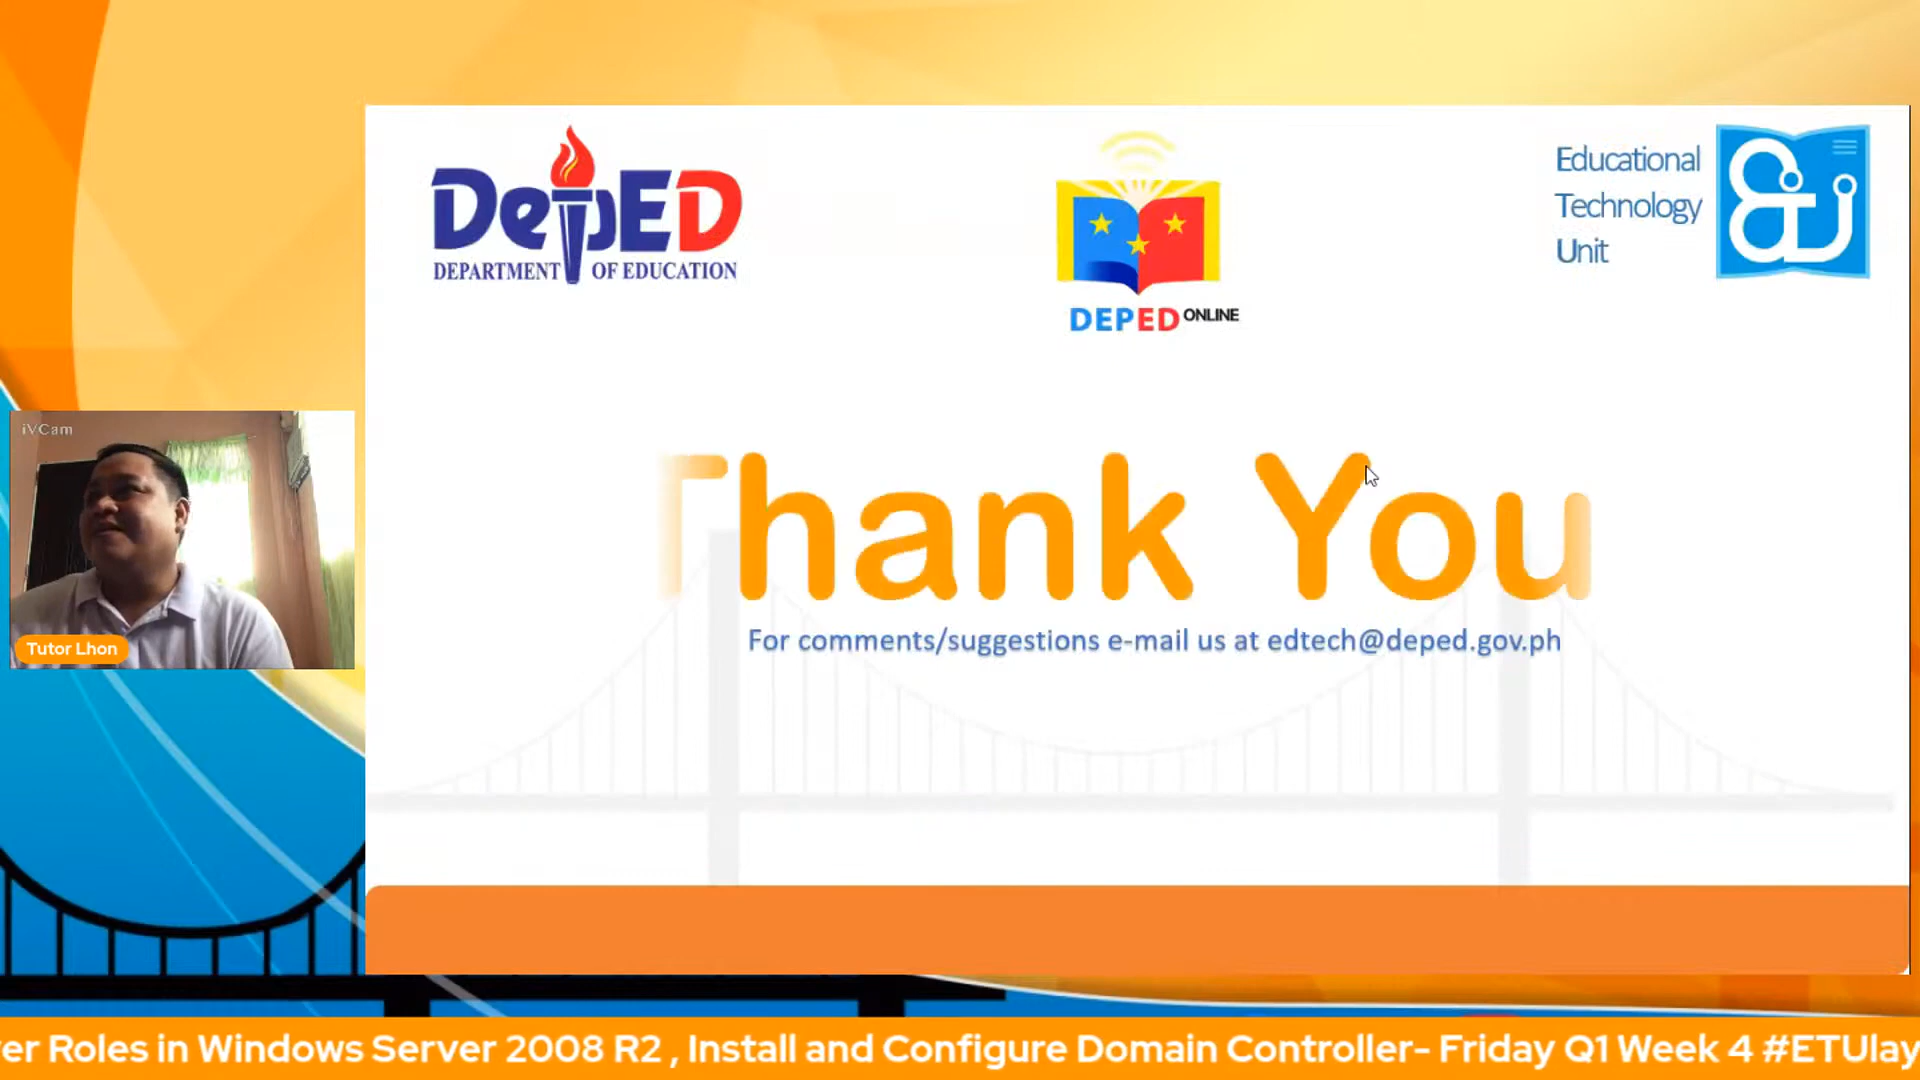 DepED
DEPARTMENT OF EDUCATION
DEPED ONLINE
Educational
Technology
Unit
iVCam
Tutor Lhon
Thank You
For comments/suggestions e-mail us at edtech@deped.gov.ph
er Roles in Windows Server 2008 R2 , Install and Configure Domain Controller- Friday Q1 Week 4 #ETUlay